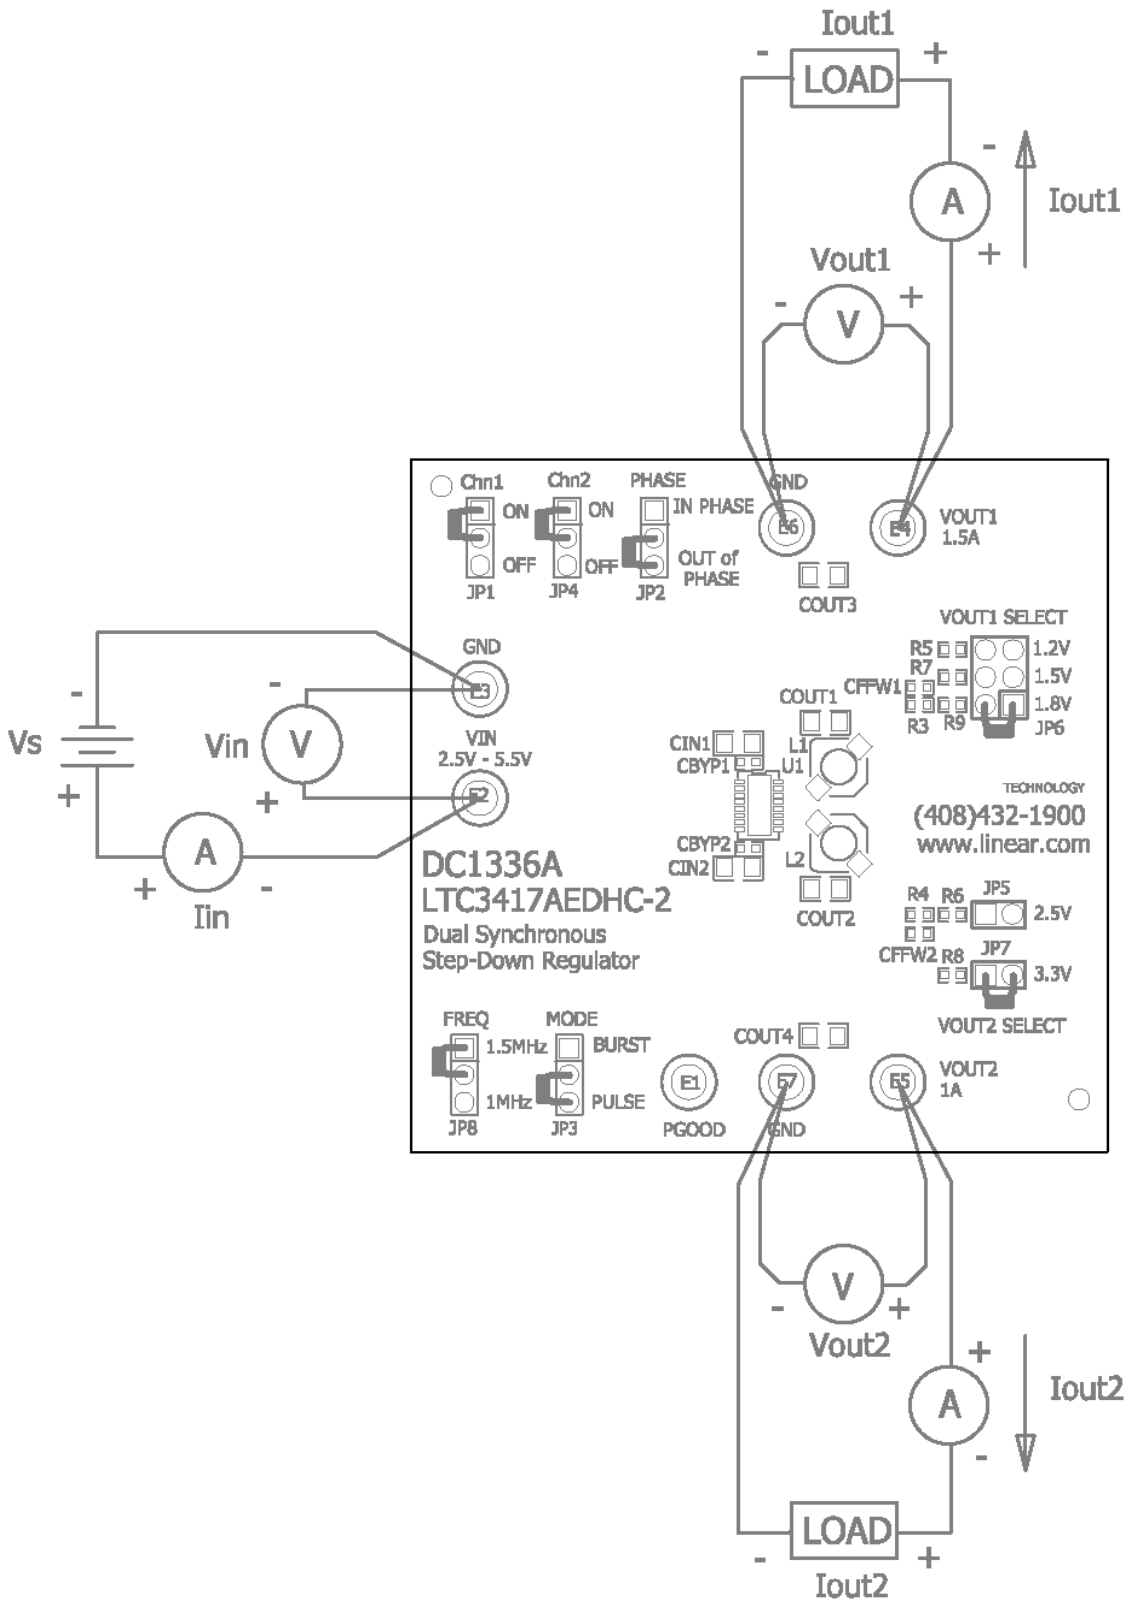 Iout1
- LOAD +
-
A Iout1
+
Vout1
- V +
Chn1 Chn2 PHASE GND
ON ON IN PHASE
E6 E4 VOUT1
1.5A
OFF OFF OUT of
PHASE
JP1 JP4 JP2
COUT3
VOUT1 SELECT
GND
R5 1.2V
R7 1.5V
E3
CFFW1
R3 R9 1.8V
JP6
COUT1
- -
Vs Vin V
+ +
VIN
2.5V - 5.5V
E2
CIN1 L1
CBYP1 U1
TECHNOLOGY
(408)432-1900
www.linear.com
A
+ -
Iin
CBYP2
CIN2 L2
COUT2
DC1336A
LTC3417AEDHC-2
Dual Synchronous
Step-Down Regulator
R4 R6 JP5
2.5V
CFFW2 R8 JP7
3.3V
VOUT2 SELECT
FREQ MODE
1.5MHz BURST
COUT4
1MHz PULSE
JP8 JP3
E1 E7 E5 VOUT2
1A
PGOOD GND
V
- +
Vout2
+
A Iout2
-
LOAD
- +
Iout2